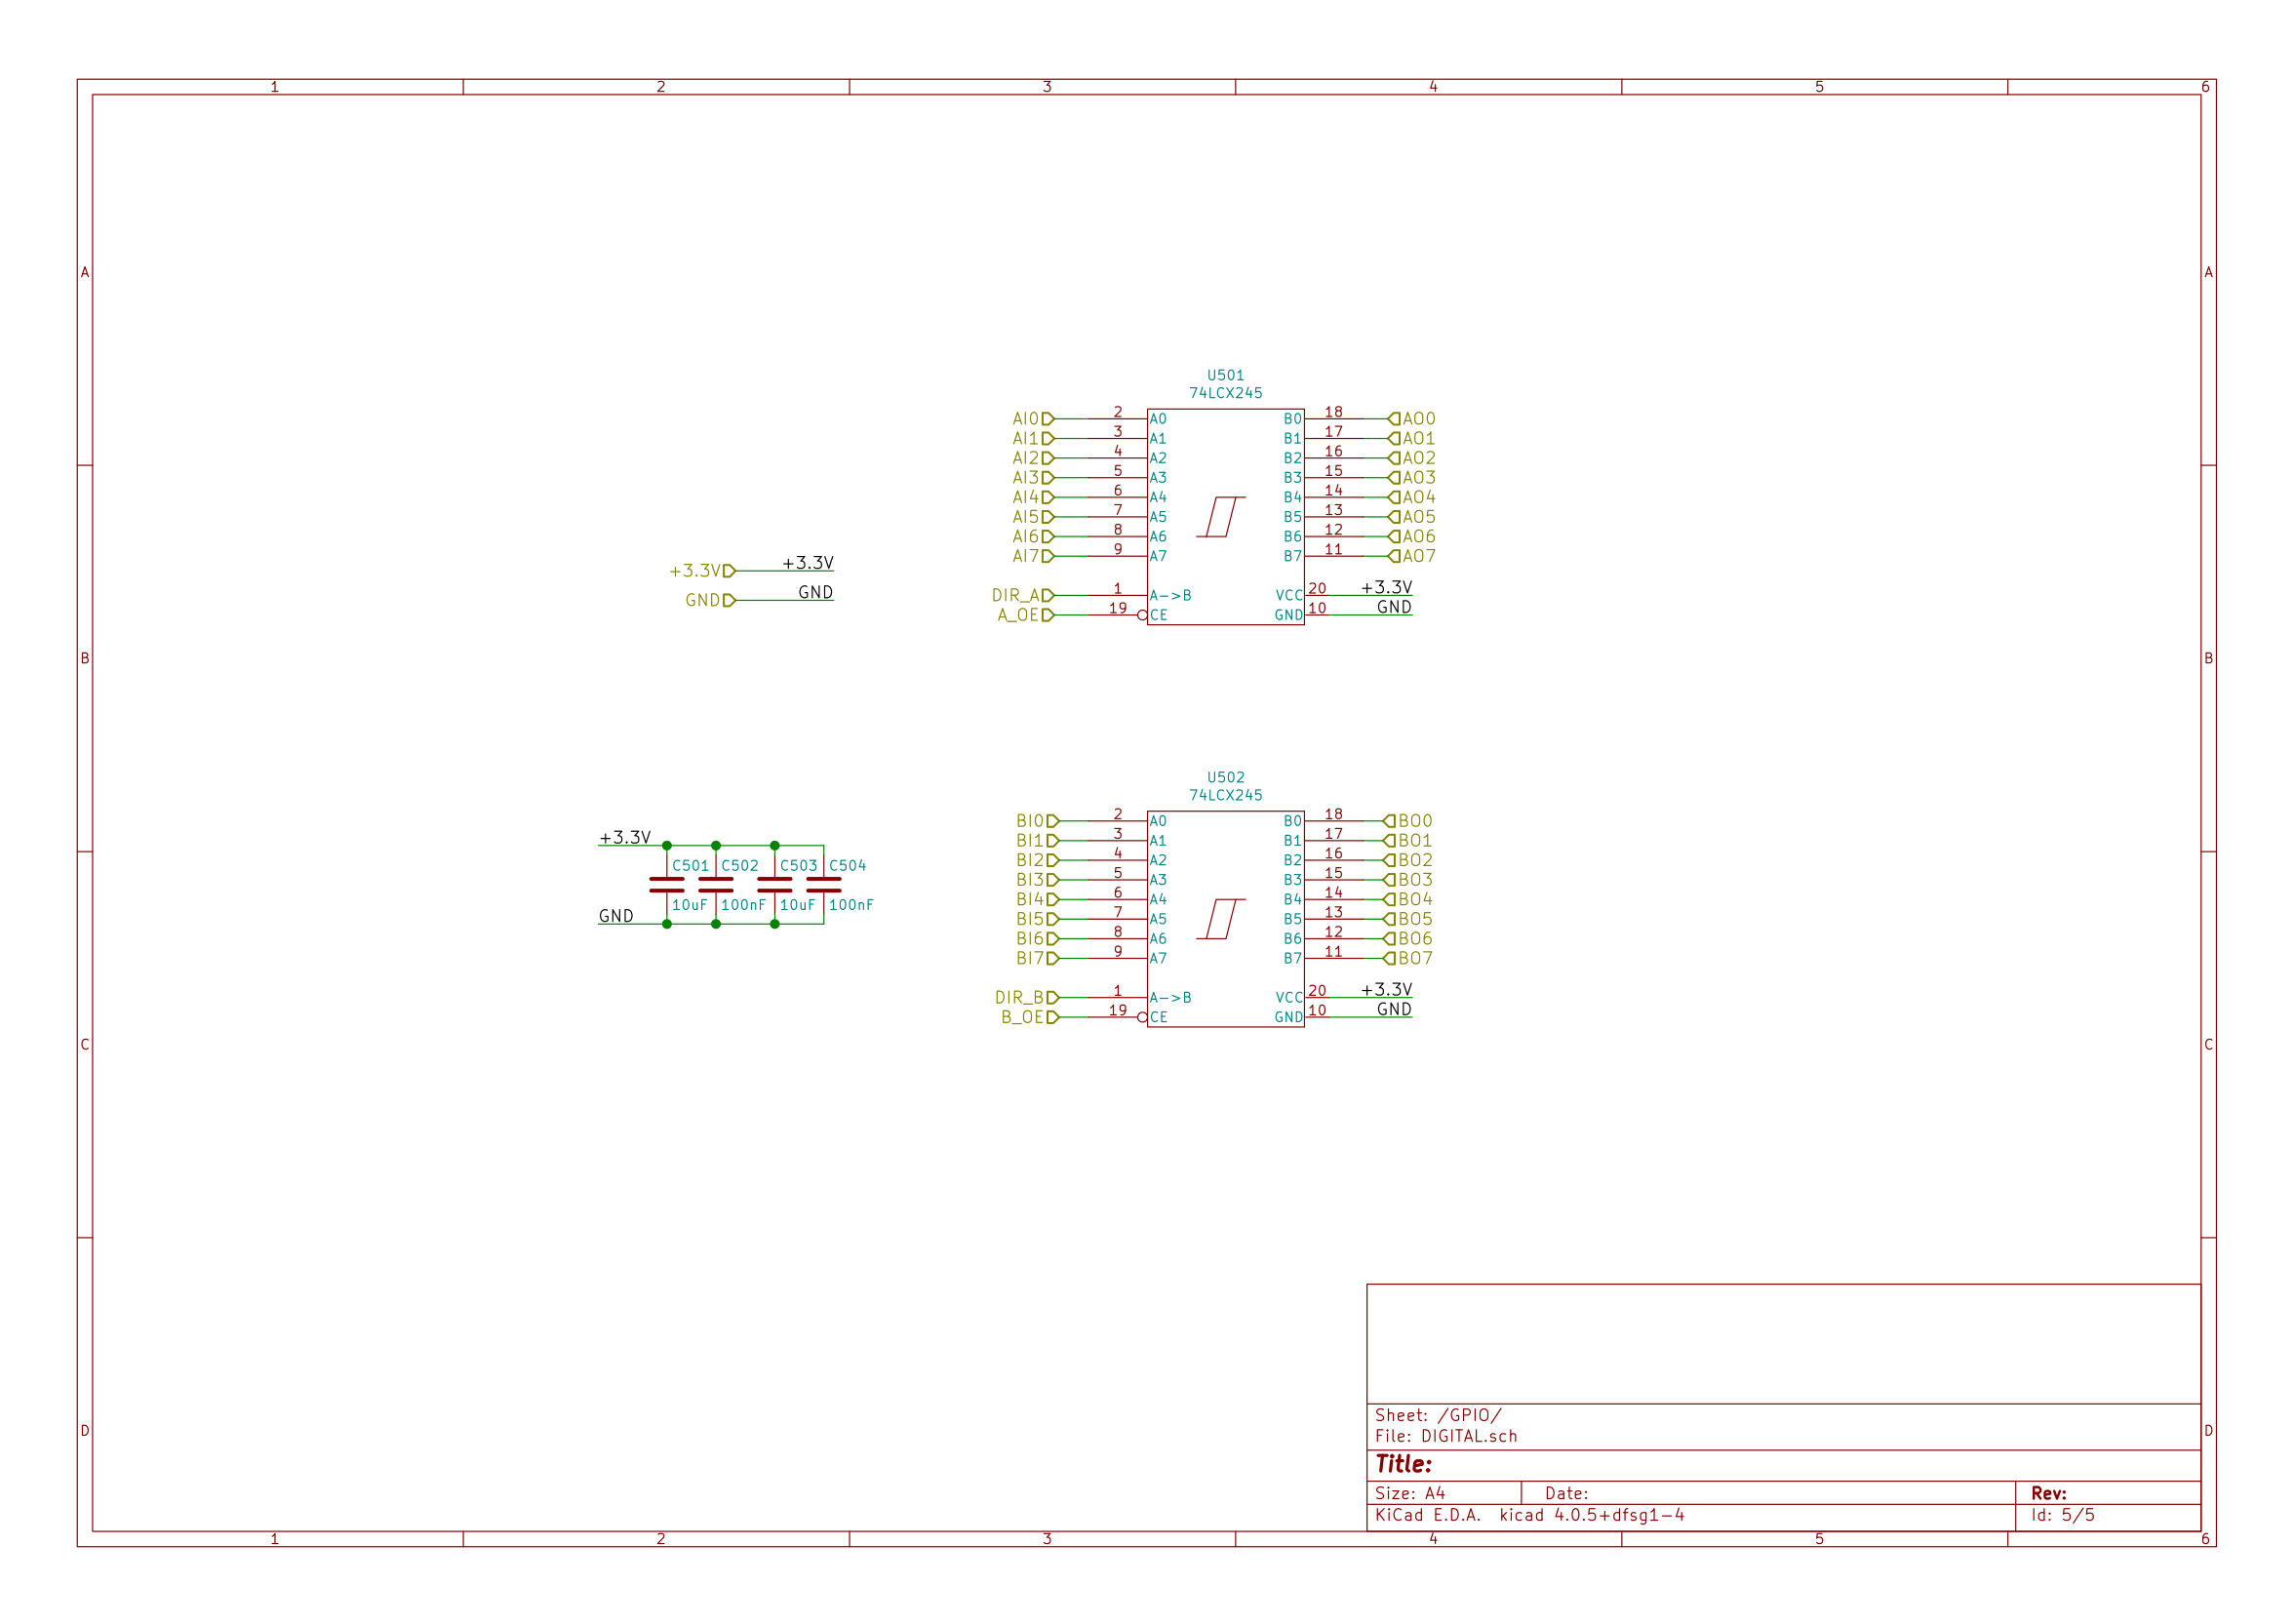 1 2 3 4 5 6
A A
U501
74LCX245
AI0 2 A0 B0 18 AO0
AI1 3 A1 B1 17 AO1
AI2 4 A2 B2 16 AO2
AI3 5 A3 B3 15 AO3
AI4 6 A4 B4 14 AO4
AI5 7 A5 B5 13 AO5
AI6 8 A6 B6 12 AO6
AI7 9 A7 B7 11 AO7
DIR_A 1 A->B VCC 20 +3.3V
A_OE 19 CE GND 10 GND
+3.3V +3.3V
GND GND
B B
U502
74LCX245
BI0 2 A0 B0 18 BO0
BI1 3 A1 B1 17 BO1
BI2 4 A2 B2 16 BO2
BI3 5 A3 B3 15 BO3
BI4 6 A4 B4 14 BO4
BI5 7 A5 B5 13 BO5
BI6 8 A6 B6 12 BO6
BI7 9 A7 B7 11 BO7
DIR_B 1 A->B VCC 20 +3.3V
B_OE 19 CE GND 10 GND
+3.3V
C501 C502 C503 C504
10uF 100nF 10uF 100nF
GND
C C
Sheet: /GPIO/
File: DIGITAL.sch
D D
Title:
Size: A4 Date: Rev:
KiCad E.D.A. kicad 4.0.5+dfsg1-4 Id: 5/5
1 2 3 4 5 6